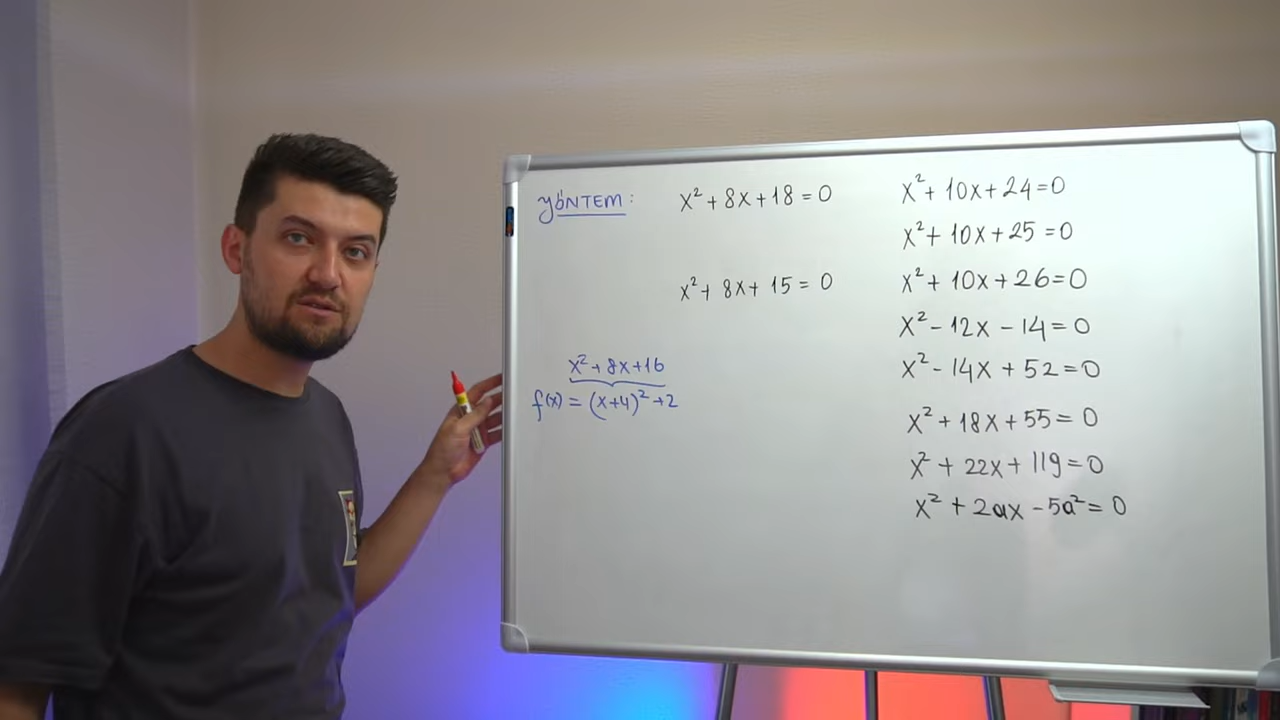 YÖNTEM: x² + 8x + 18 = 0
x² + 8x + 15 = 0
x² + 8x + 16
f(x) = (x+4)² + 2
x² + 10x + 24 = 0
x² + 10x + 25 = 0
x² + 10x + 26 = 0
x² - 12x - 14 = 0
x² - 14x + 52 = 0
x² + 18x + 55 = 0
x² + 22x + 119 = 0
x² + 2ax - 5a² = 0